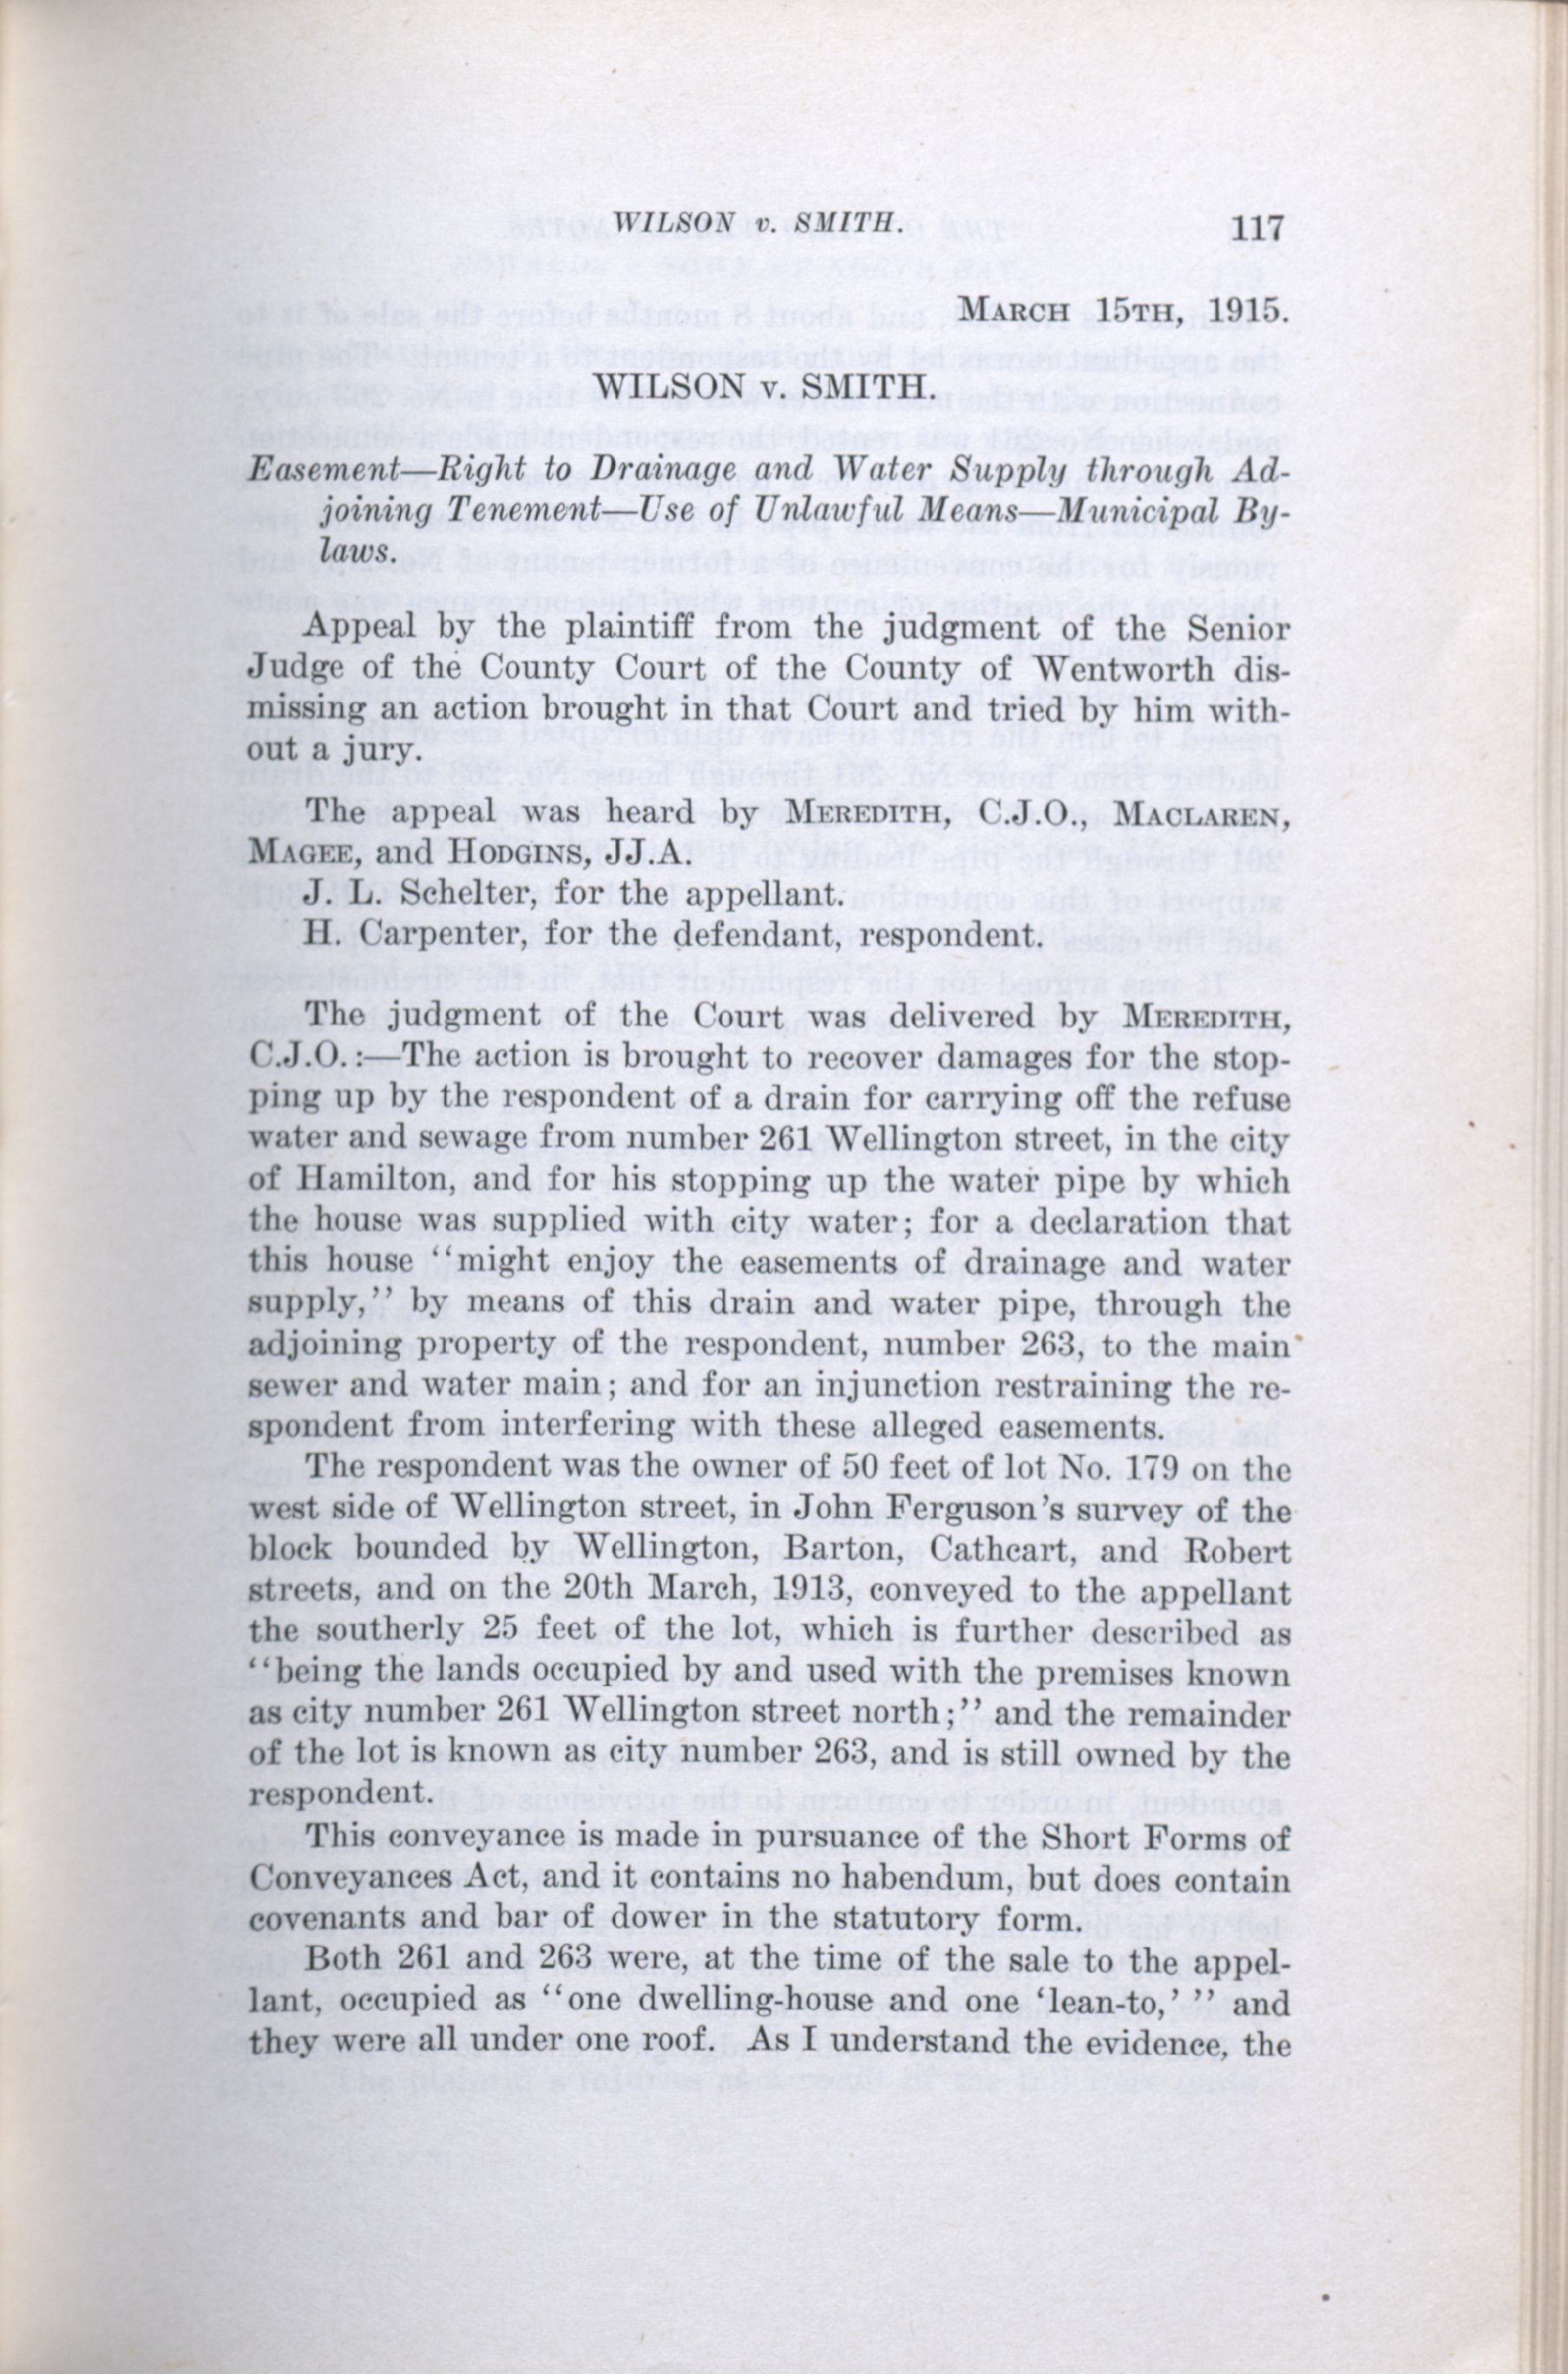 WILSON v. SMITH. 117
MARCH 15TH, 1915.
WILSON v. SMITH.
Easement—Right to Drainage and Water Supply through Ad-
joining Tenement—Use of Unlawful Means—Municipal By-
laws.
Appeal by the plaintiff from the judgment of the Senior
Judge of the County Court of the County of Wentworth dis-
missing an action brought in that Court and tried by him with-
out a jury.
The appeal was heard by MEREDITH, C.J.O., MACLAREN,
MAGEE, and HODGINS, JJ.A.
J. L. Schelter, for the appellant.
H. Carpenter, for the defendant, respondent.
The judgment of the Court was delivered by MEREDITH,
C.J.O.:—The action is brought to recover damages for the stop-
ping up by the respondent of a drain for carrying off the refuse
water and sewage from number 261 Wellington street, in the city
of Hamilton, and for his stopping up the water pipe by which
the house was supplied with city water; for a declaration that
this house "might enjoy the easements of drainage and water
supply," by means of this drain and water pipe, through the
adjoining property of the respondent, number 263, to the main
sewer and water main; and for an injunction restraining the re-
spondent from interfering with these alleged easements.
The respondent was the owner of 50 feet of lot No. 179 on the
west side of Wellington street, in John Ferguson's survey of the
block bounded by Wellington, Barton, Cathcart, and Robert
streets, and on the 20th March, 1913, conveyed to the appellant
the southerly 25 feet of the lot, which is further described as
"being the lands occupied by and used with the premises known
as city number 261 Wellington street north;" and the remainder
of the lot is known as city number 263, and is still owned by the
respondent.
This conveyance is made in pursuance of the Short Forms of
Conveyances Act, and it contains no habendum, but does contain
covenants and bar of dower in the statutory form.
Both 261 and 263 were, at the time of the sale to the appel-
lant, occupied as "one dwelling-house and one 'lean-to,' " and
they were all under one roof. As I understand the evidence, the